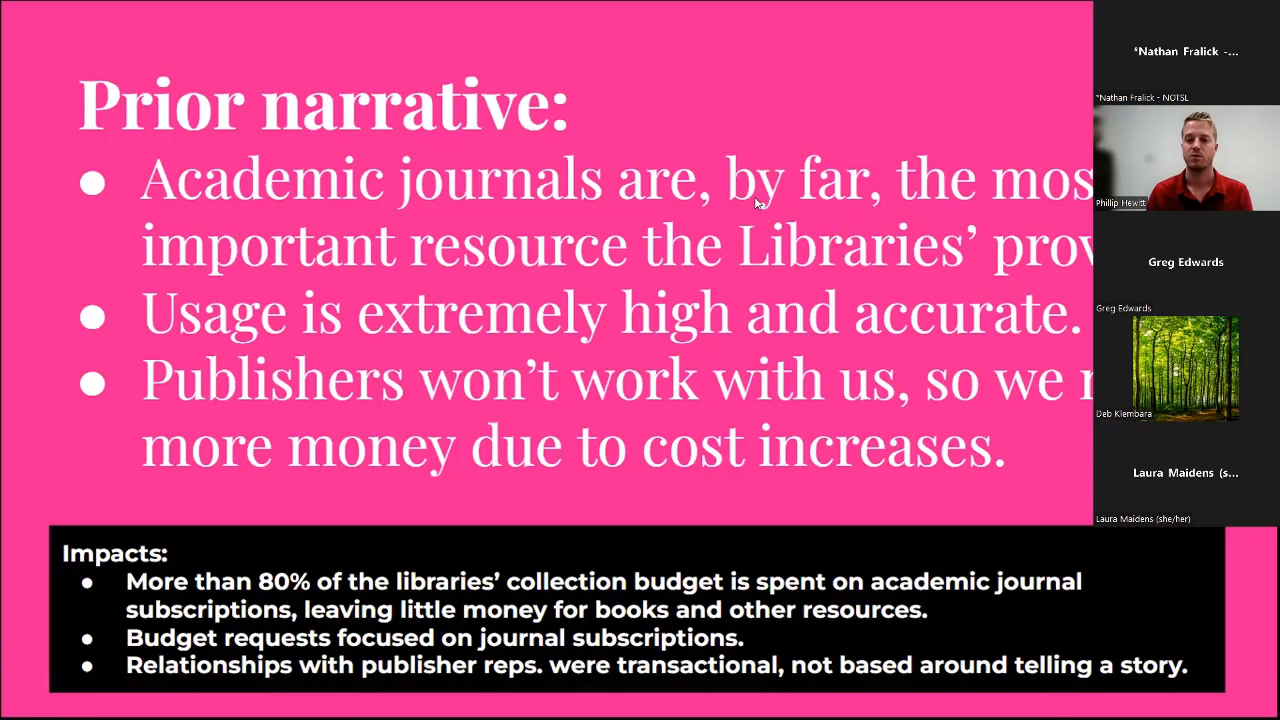 Prior narrative:
● Academic journals are, by far, the
important resource the Libraries'
● Usage is extremely high and accurate.
● Publishers won't work with us, so we
more money due to cost increases.
Impacts:
● More than 80% of the libraries' collection budget is spent on academic journal
subscriptions, leaving little money for books and other resources.
● Budget requests focused on journal subscriptions.
● Relationships with publisher reps. were transactional, not based around telling a story.
*Nathan Fralick -...
*Nathan Fralick - NOTSL
Phillip Hewitt
Greg Edwards
Greg Edwards
Deb Klembara
Laura Maidens (s...
Laura Maidens (she/her)